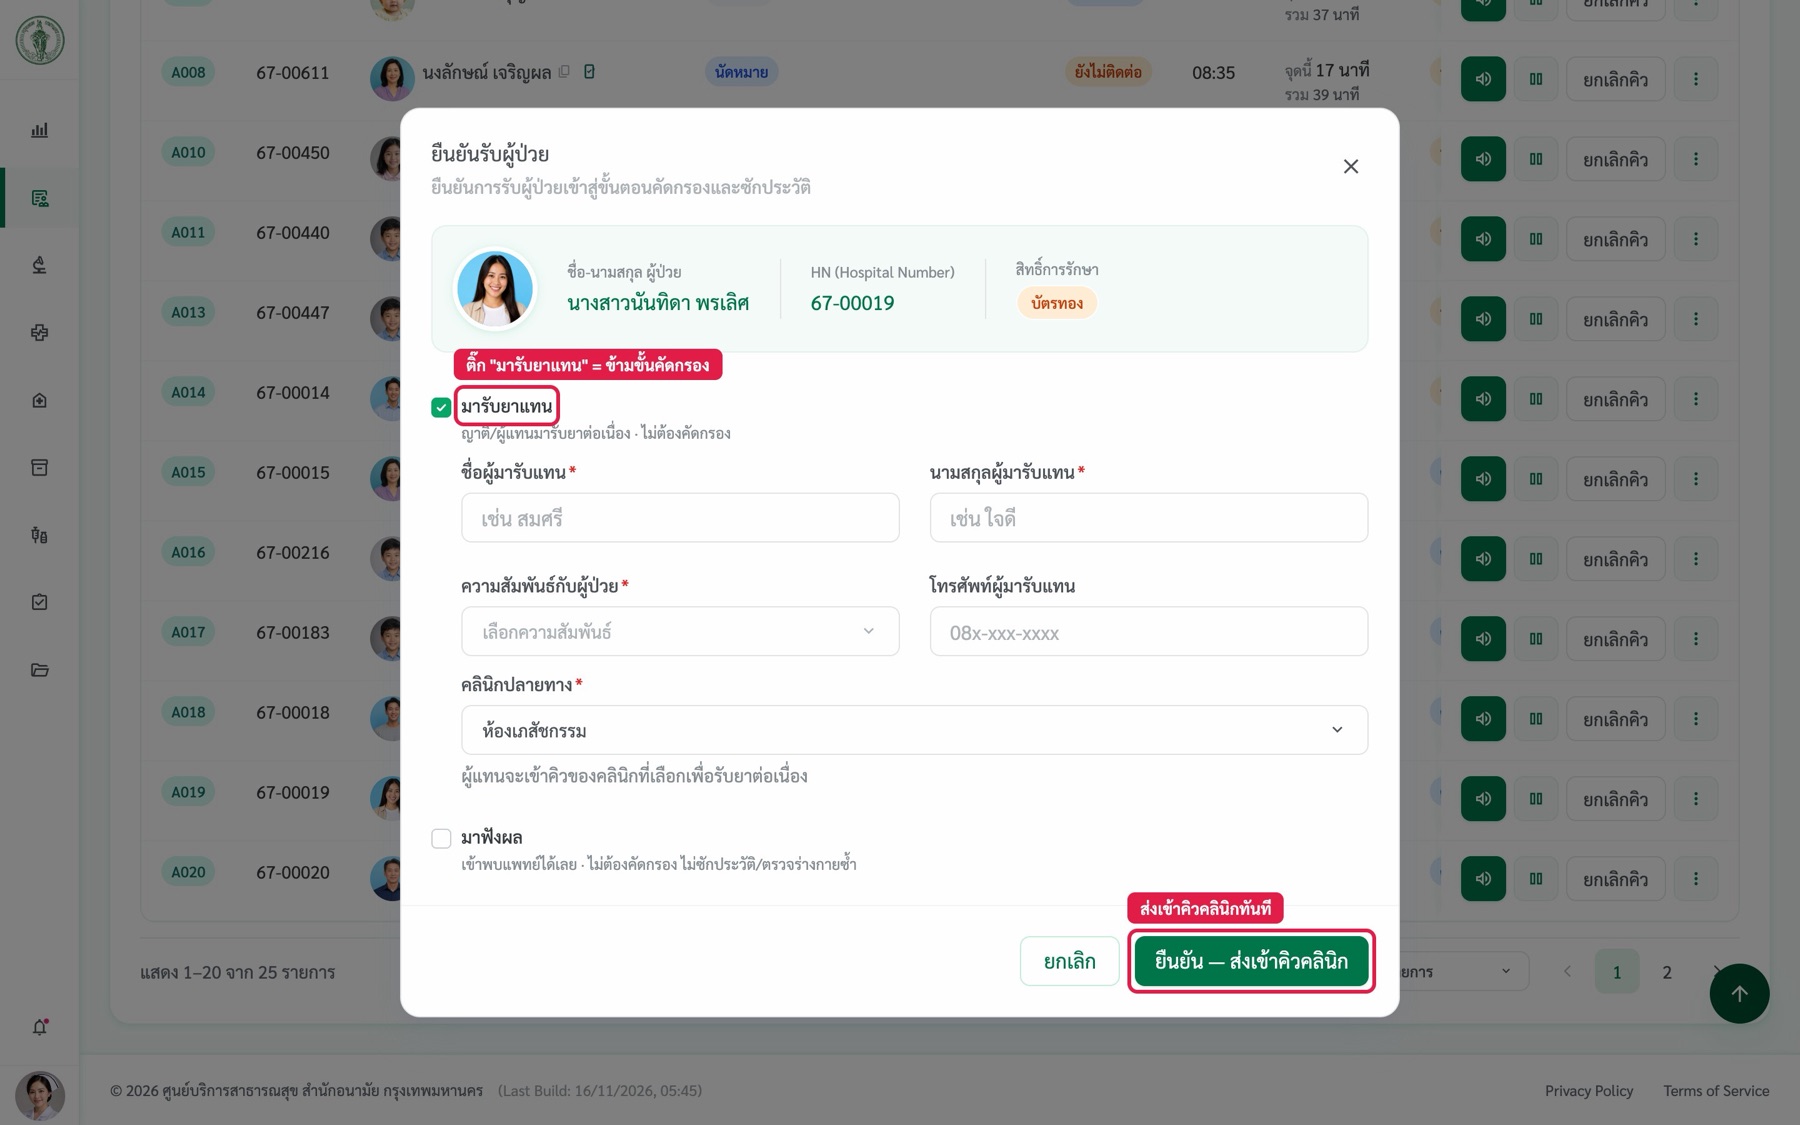 รวม 37 นาที
ยกเลิกคิว
A008 67-00611 นงลักษณ์ เจริญผล นัดหมาย ยังไม่ติดต่อ 08:35 จุดนี้ 17 นาที ยกเลิกคิว
รวม 39 นาที
A010 67-00450 ยกเลิกคิว
A011 67-00440 ยกเลิกคิว
A013 67-00447 ยกเลิกคิว
A014 67-00014 ยกเลิกคิว
A015 67-00015 ยกเลิกคิว
A016 67-00216 ยกเลิกคิว
A017 67-00183 ยกเลิกคิว
A018 67-00018 ยกเลิกคิว
A019 67-00019 ยกเลิกคิว
A020 67-00020 ยกเลิกคิว
ยืนยันรับผู้ป่วย
ยืนยันการรับผู้ป่วยเข้าสู่ขั้นตอนคัดกรองและซักประวัติ
ชื่อ-นามสกุล ผู้ป่วย
นางสาวนันทิดา พรเลิศ
HN (Hospital Number)
67-00019
สิทธิ์การรักษา
บัตรทอง
ติ๊ก "มารับยาแทน" = ข้ามขั้นคัดกรอง
มารับยาแทน
ญาติ/ผู้แทนมารับยาต่อเนื่อง · ไม่ต้องคัดกรอง
ชื่อผู้มารับแทน*
เช่น สมศรี
นามสกุลผู้มารับแทน*
เช่น ใจดี
ความสัมพันธ์กับผู้ป่วย*
เลือกความสัมพันธ์
โทรศัพท์ผู้มารับแทน
08x-xxx-xxxx
คลินิกปลายทาง*
ห้องเภสัชกรรม
ผู้แทนจะเข้าคิวของคลินิกที่เลือกเพื่อรับยาต่อเนื่อง
มาฟังผล
เข้าพบแพทย์ได้เลย · ไม่ต้องคัดกรอง ไม่ซักประวัติ/ตรวจร่างกายซ้ำ
ส่งเข้าคิวคลินิกทันที
ยกเลิก
ยืนยัน — ส่งเข้าคิวคลินิก
แสดง 1–20 จาก 25 รายการ
1 2
© 2026 ศูนย์บริการสาธารณสุข สำนักอนามัย กรุงเทพมหานคร (Last Build: 16/11/2026, 05:45)
Privacy Policy Terms of Service